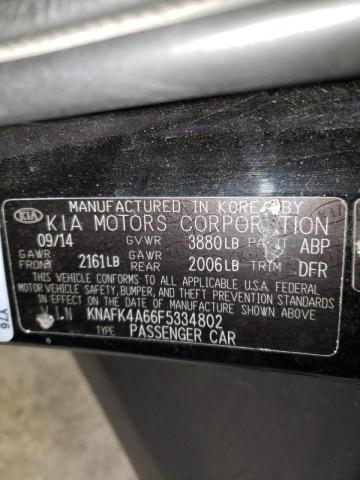 MANUFACTURED IN KOREA BY
KIA KIA MOTORS CORPORATION
09/14 GVWR 3880LB PAINT ABP
GAWR FRONT 2161LB GAWR REAR 2006LB TRIM DFR
THIS VEHICLE CONFORMS TO ALL APPLICABLE U.S.A. FEDERAL
MOTOR VEHICLE SAFETY, BUMPER, AND THEFT PREVENTION STANDARDS
IN EFFECT ON THE DATE OF MANUFACTURE SHOWN ABOVE
V.I.N KNAFK4A66F5334802
TYPE PASSENGER CAR
Y76